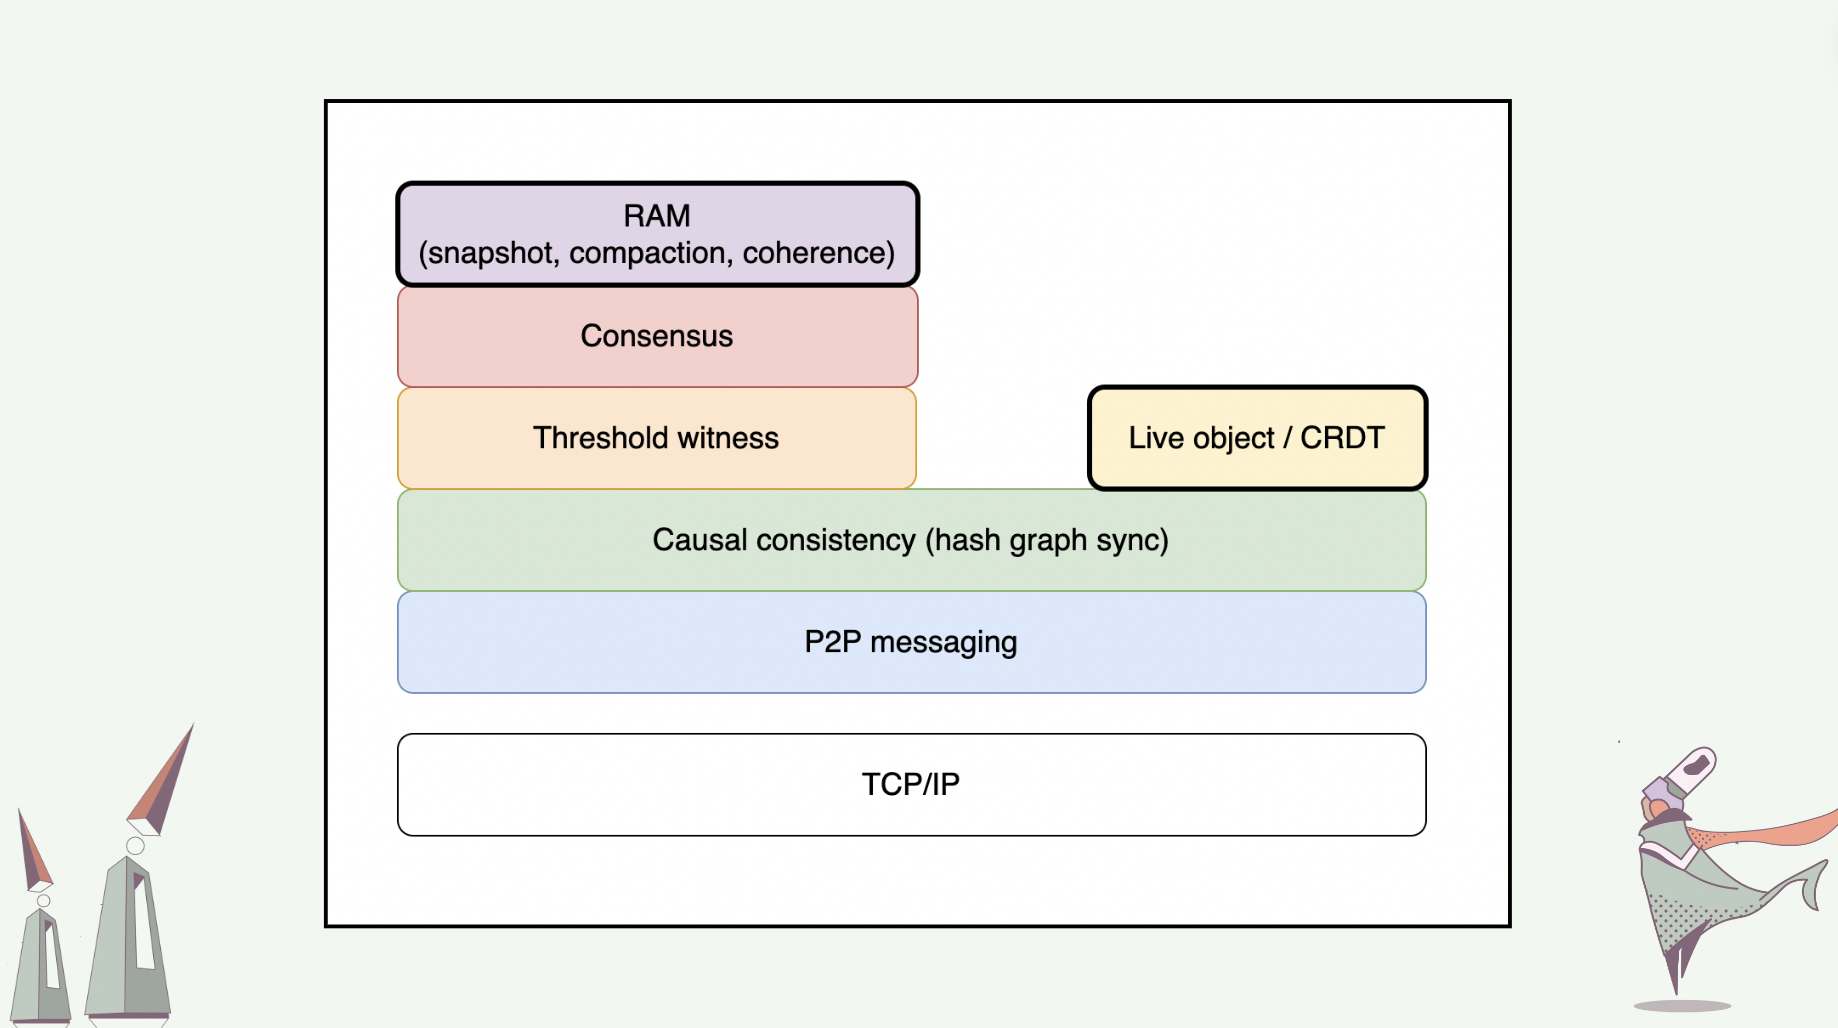 RAM
(snapshot, compaction, coherence)
Consensus
Threshold witness
Live object / CRDT
Causal consistency (hash graph sync)
P2P messaging
TCP/IP